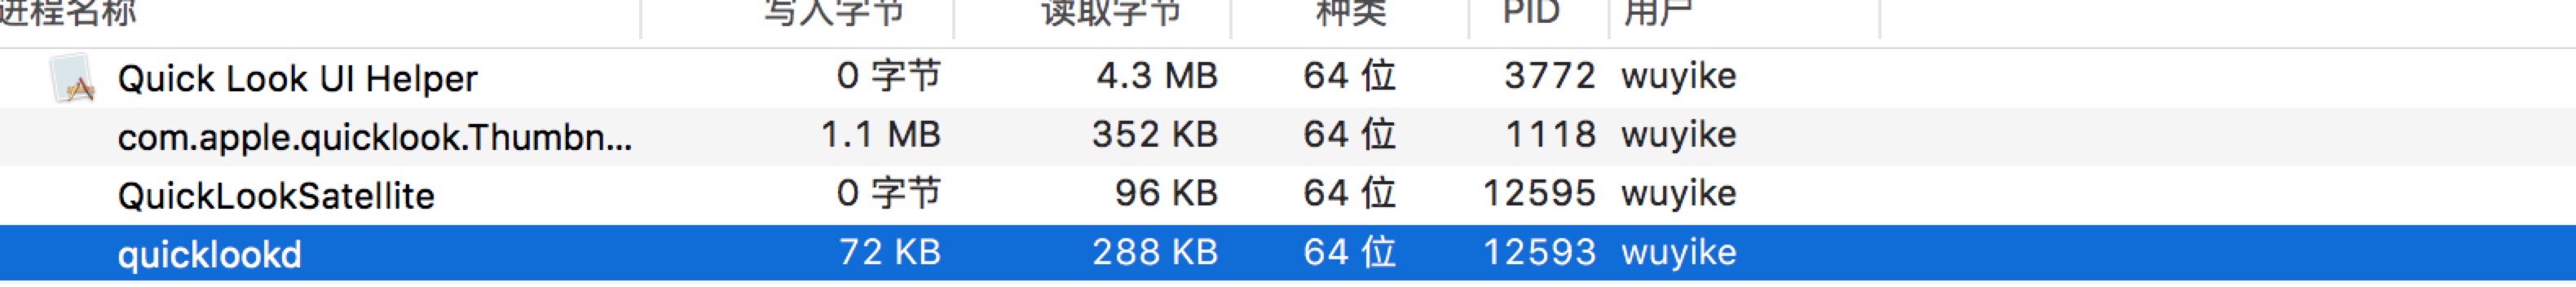 进程名称 写入字节 读取字节 种类 PID 用户
Quick Look UI Helper 0 字节 4.3 MB 64 位 3772 wuyike
com.apple.quicklook.Thumbn... 1.1 MB 352 KB 64 位 1118 wuyike
QuickLookSatellite 0 字节 96 KB 64 位 12595 wuyike
quicklookd 72 KB 288 KB 64 位 12593 wuyike